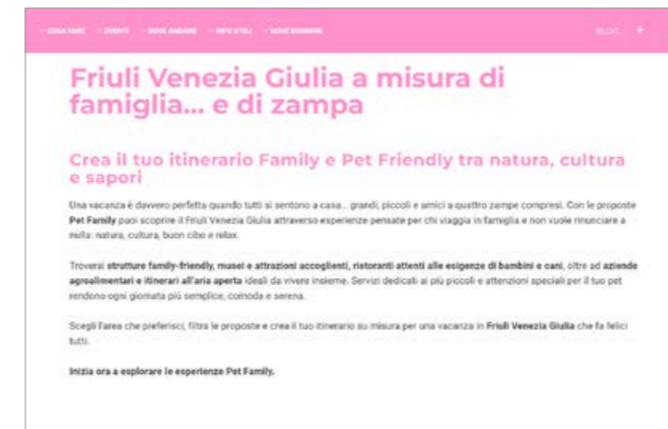 COSA FARE EVENTI DOVE ANDARE INFO UTILI DOVE DORMIRE BLOG
Friuli Venezia Giulia a misura di
famiglia... e di zampa
Crea il tuo itinerario Family e Pet Friendly tra natura, cultura
e sapori
Una vacanza è davvero perfetta quando tutti si sentono a casa… grandi, piccoli e amici a quattro zampe compresi. Con le proposte
Pet Family puoi scoprire il Friuli Venezia Giulia attraverso esperienze pensate per chi viaggia in famiglia e non vuole rinunciare a
nulla: natura, cultura, buon cibo e relax.
Troverai strutture family-friendly, musei e attrazioni accoglienti, ristoranti attenti alle esigenze di bambini e cani, oltre ad aziende
agroalimentari e itinerari all'aria aperta ideali da vivere insieme. Servizi dedicati ai più piccoli e attenzioni speciali per il tuo pet
rendono ogni giornata più semplice, comoda e serena.
Scegli l'area che preferisci, filtra le proposte e crea il tuo itinerario su misura per una vacanza in Friuli Venezia Giulia che fa felici
tutti.
Inizia ora a esplorare le esperienze Pet Family.